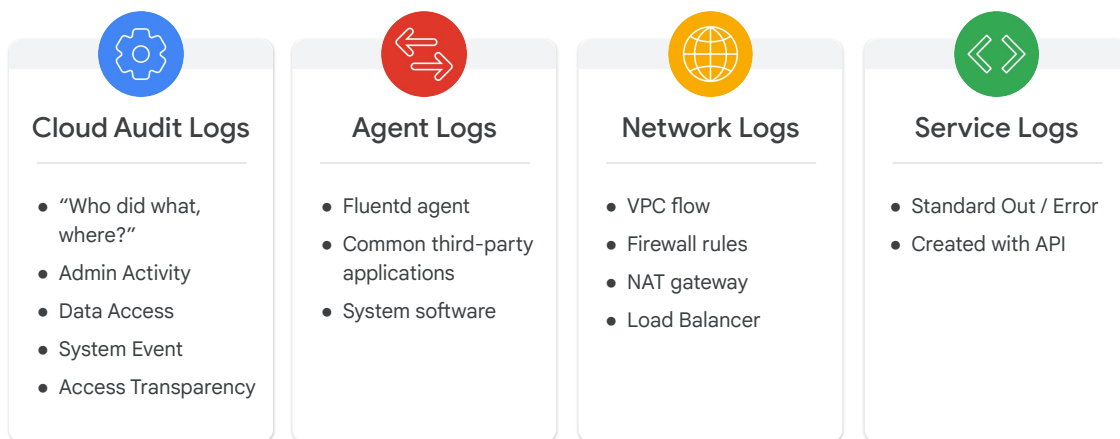 Cloud Audit Logs
● “Who did what,
where?”
● Admin Activity
● Data Access
● System Event
● Access Transparency
Agent Logs
● Fluentd agent
● Common third-party
applications
● System software
Network Logs
● VPC flow
● Firewall rules
● NAT gateway
● Load Balancer
Service Logs
● Standard Out / Error
● Created with API